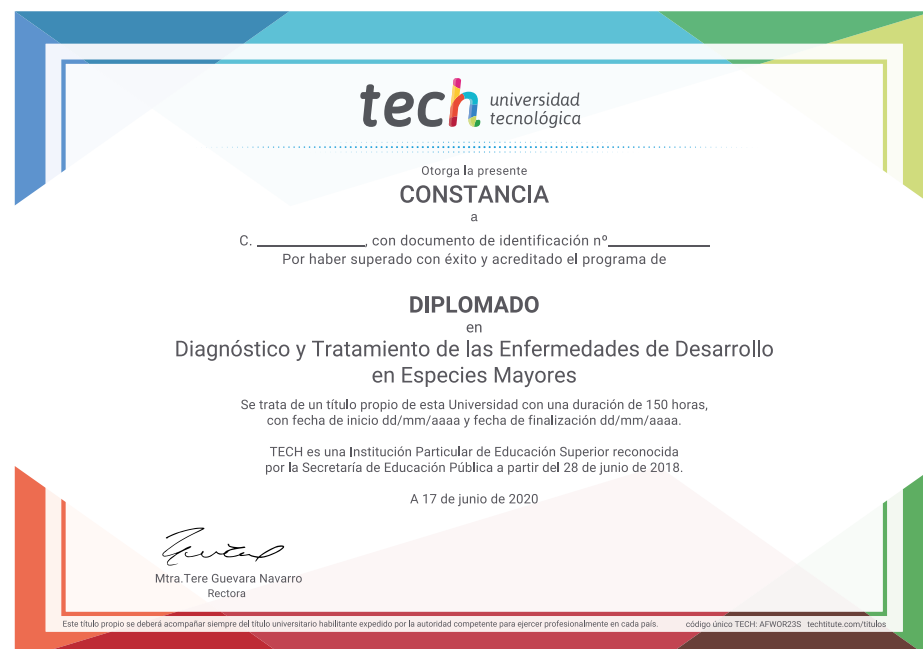 tech universidad
tecnológica
Otorga la presente
CONSTANCIA
a
C. ____________, con documento de identificación nº____________
Por haber superado con éxito y acreditado el programa de
DIPLOMADO
en
Diagnóstico y Tratamiento de las Enfermedades de Desarrollo
en Especies Mayores
Se trata de un título propio de esta Universidad con una duración de 150 horas,
con fecha de inicio dd/mm/aaaa y fecha de finalización dd/mm/aaaa.
TECH es una Institución Particular de Educación Superior reconocida
por la Secretaría de Educación Pública a partir del 28 de junio de 2018.
A 17 de junio de 2020
Mtra.Tere Guevara Navarro
Rectora
Este título propio se deberá acompañar siempre del título universitario habilitante expedido por la autoridad competente para ejercer profesionalmente en cada país. código único TECH: AFWOR23S techtitute.com/titulos